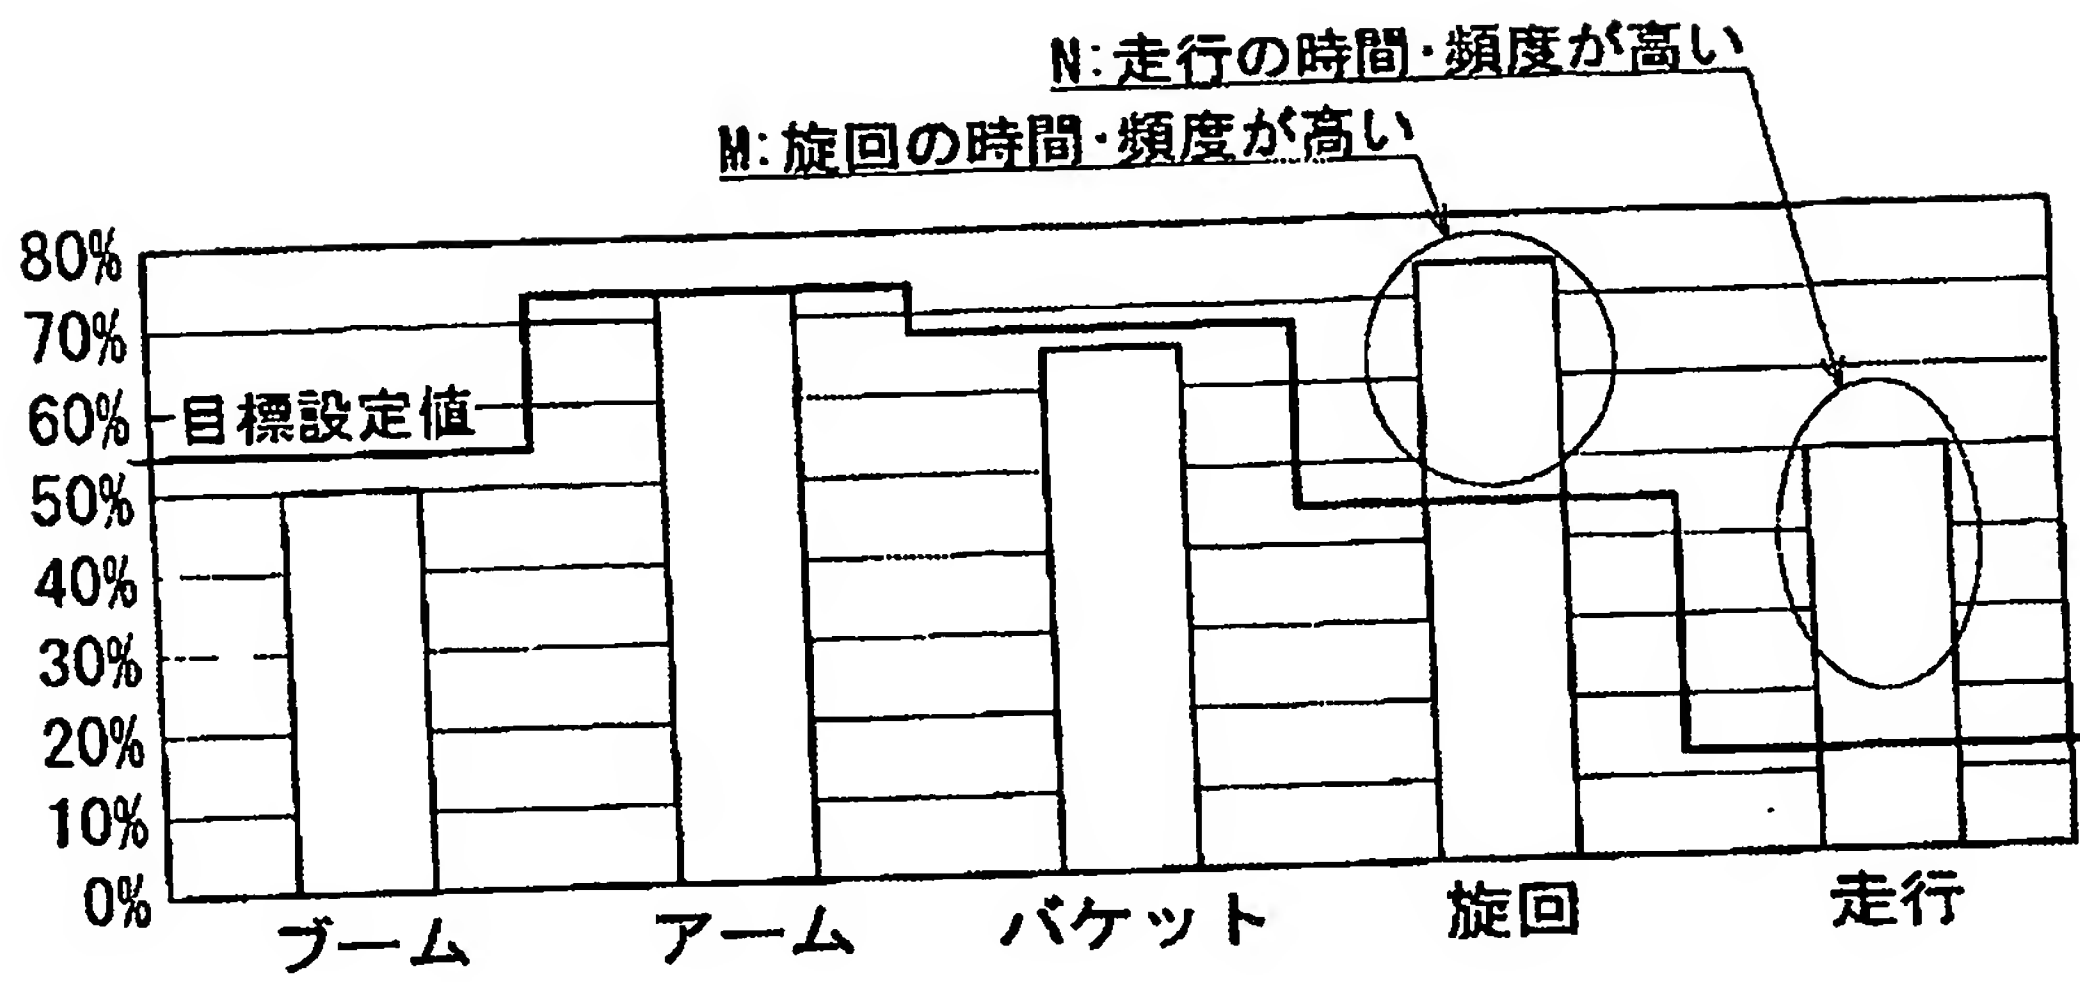 N:走行の時間・頻度が高い
M:旋回の時間・頻度が高い
80%
70%
60%
目標設定値
50%
40%
30%
20%
10%
0%
ブーム
アーム
バケット
旋回
走行